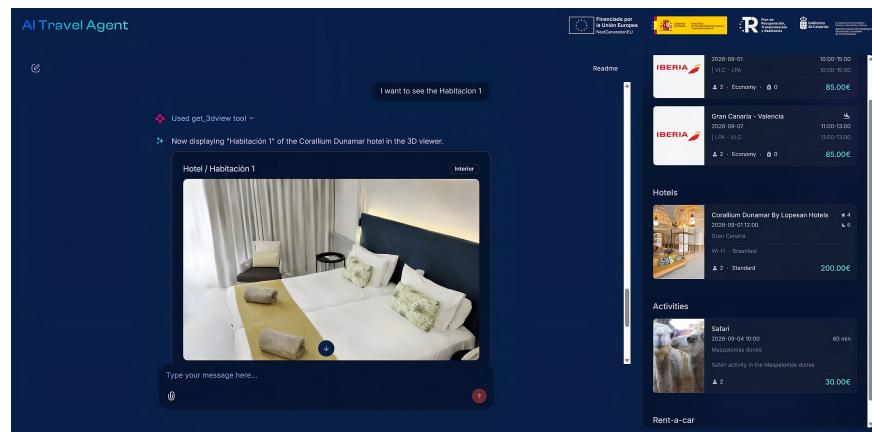 AI Travel Agent
Financiado por
la Unión Europea
NextGenerationEU
Plan de
Recuperación,
Transformación
y Resiliencia
Gobierno
de Canarias
Readme
I want to see the Habitacion 1
Used get_3dview tool
Now displaying "Habitación 1" of the Corallium Dunamar hotel in the 3D viewer.
Hotel / Habitación 1
Interior
Type your message here...
IBERIA
2026-09-01
10:00-15:00
| VLC - LPA
10:00-15:00
2 · Economy · 0
85.00€
IBERIA
Gran Canaria - Valencia
2026-09-07
11:00-13:00
| LPA - VLC
11:00-13:00
2 · Economy · 0
85.00€
Hotels
Corallium Dunamar By Lopesan Hotels
4
2026-09-01 12:00
6
Gran Canaria
Wi-Fi · Breakfast
2 · Standard
200.00€
Activities
Safari
2026-09-04 10:00
60 min
Maspalomas dunes
Safari activity in the Maspalomas dunes
2
30.00€
Rent-a-car